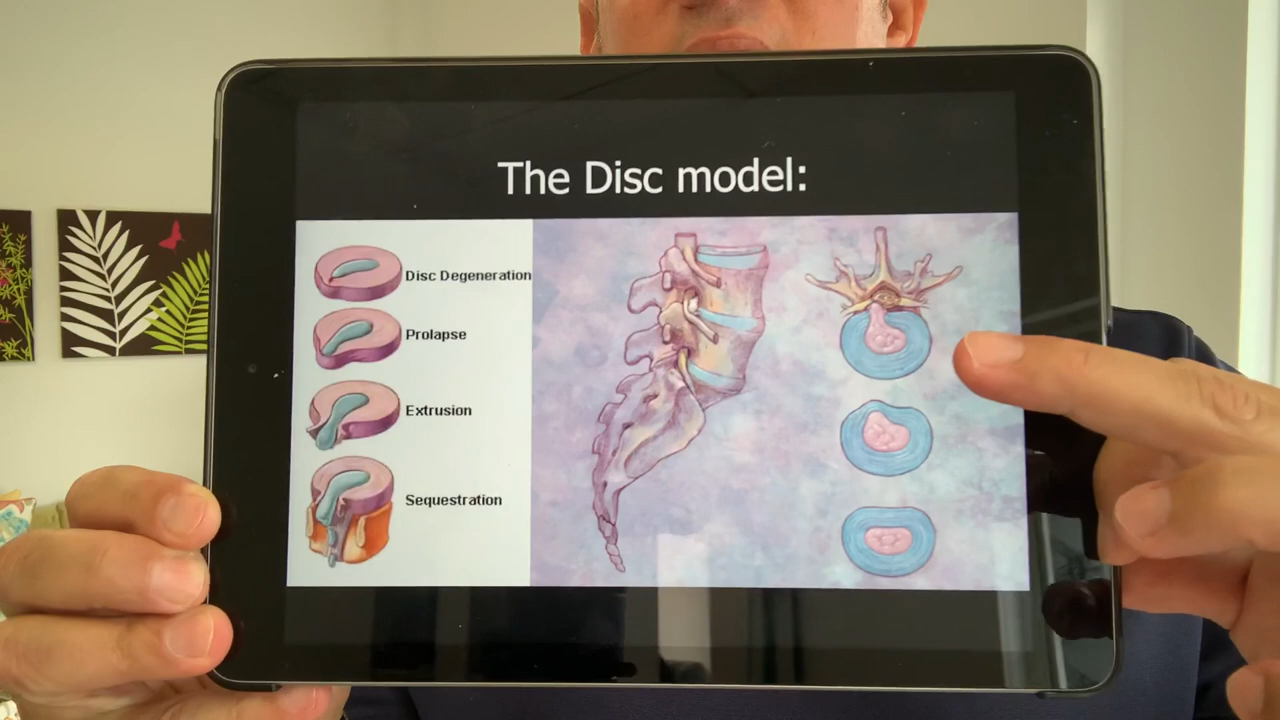 The Disc model:
Disc Degeneration
Prolapse
Extrusion
Sequestration